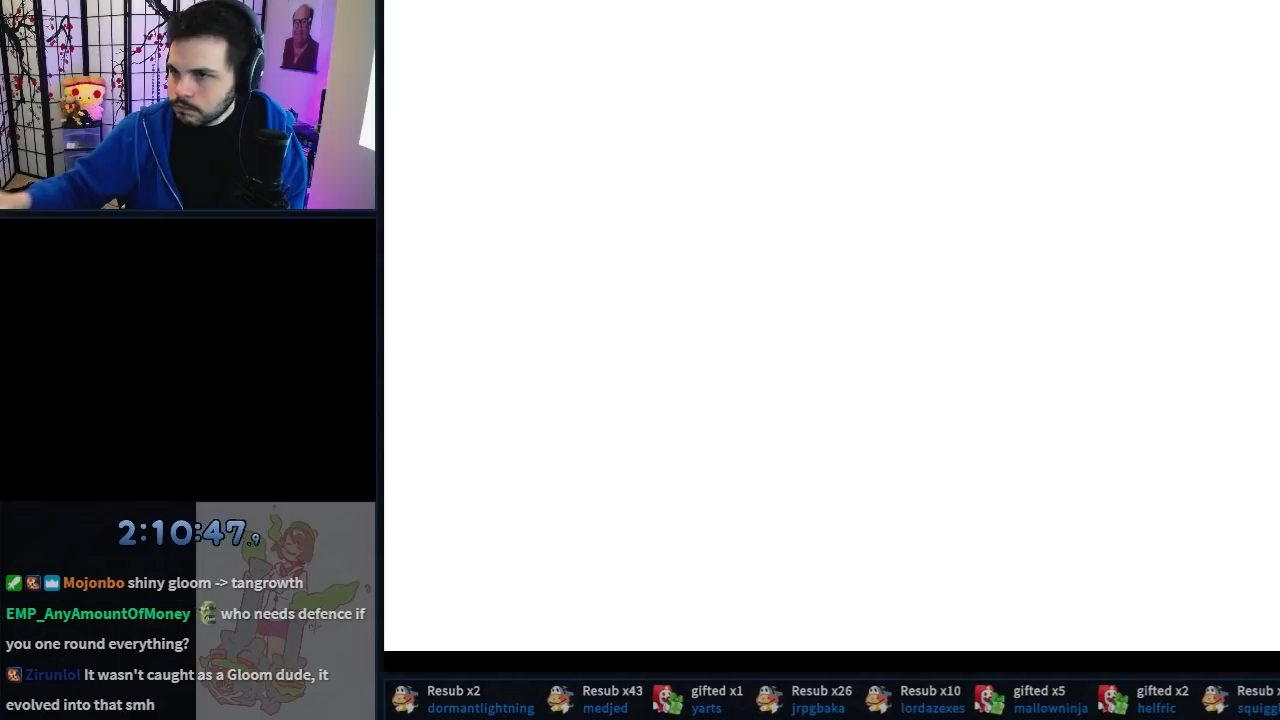 2:10:47.9
Mojonbo shiny gloom -> tangrowth
EMP_AnyAmountOfMoney who needs defence if
you one round everything?
Zirunlol It wasn't caught as a Gloom dude, it
evolved into that smh
Resub x2
dormantlightning
Resub x43
medjed
gifted x1
yarts
Resub x26
jrpgbaka
Resub x10
lordazexes
gifted x5
mallowninja
gifted x2
helfric
Resub x
squigg